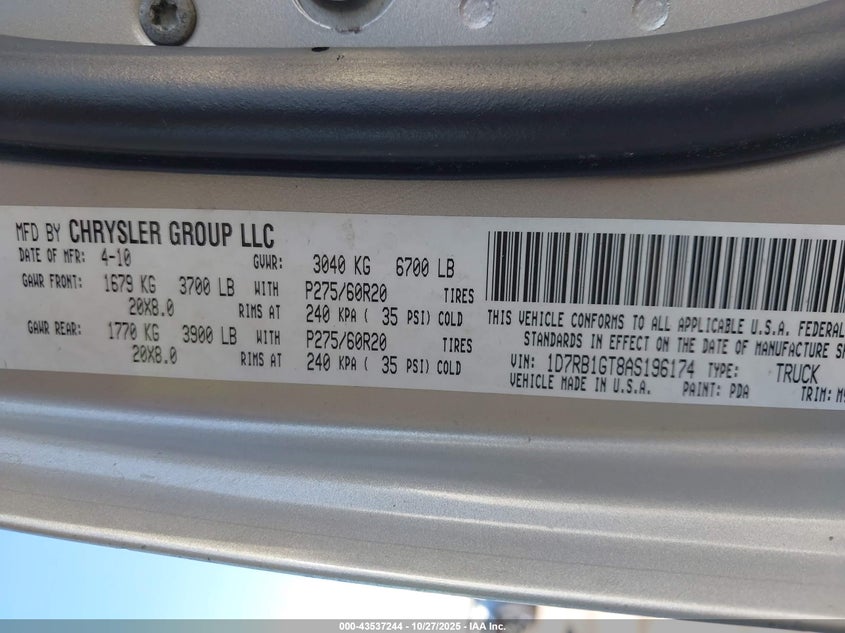 MFD BY CHRYSLER GROUP LLC
DATE OF MFR: 4-10 GVWR: 3040 KG 6700 LB
GAWR FRONT: 1679 KG 3700 LB WITH P275/60R20 TIRES
20X8.0 RIMS AT 240 KPA ( 35 PSI) COLD
GAWR REAR: 1770 KG 3900 LB WITH P275/60R20 TIRES
20X8.0 RIMS AT 240 KPA ( 35 PSI) COLD
THIS VEHICLE CONFORMS TO ALL APPLICABLE U.S.A. FEDERAL
STANDARDS IN EFFECT ON THE DATE OF MANUFACTURE
VIN: 1D7RB1GT8AS196174 TYPE: TRUCK
VEHICLE MADE IN U.S.A. PAINT: PDA TRIM:
000-43537244 | 10/27/2025 | IAA Inc.